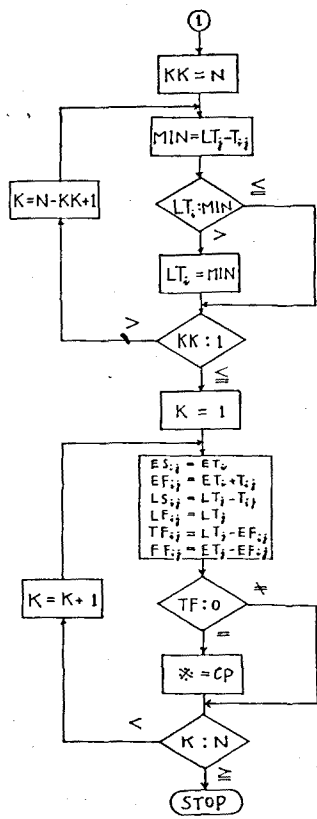 1
KK = N
MIN=LTj-Tij
K=N-KK+1
≦
LTi:MIN
>
LTi = MIN
>
KK : 1
≦
K = 1
ESij = ETi
EFij = ETi+Tij
LSij = LTj-Tij
LFij = LTj
TFij = LTj-EFij
FFij = ETj-EFij
K=K+1
≠
TF:0
=
※=CP
<
K : N
≧
STOP